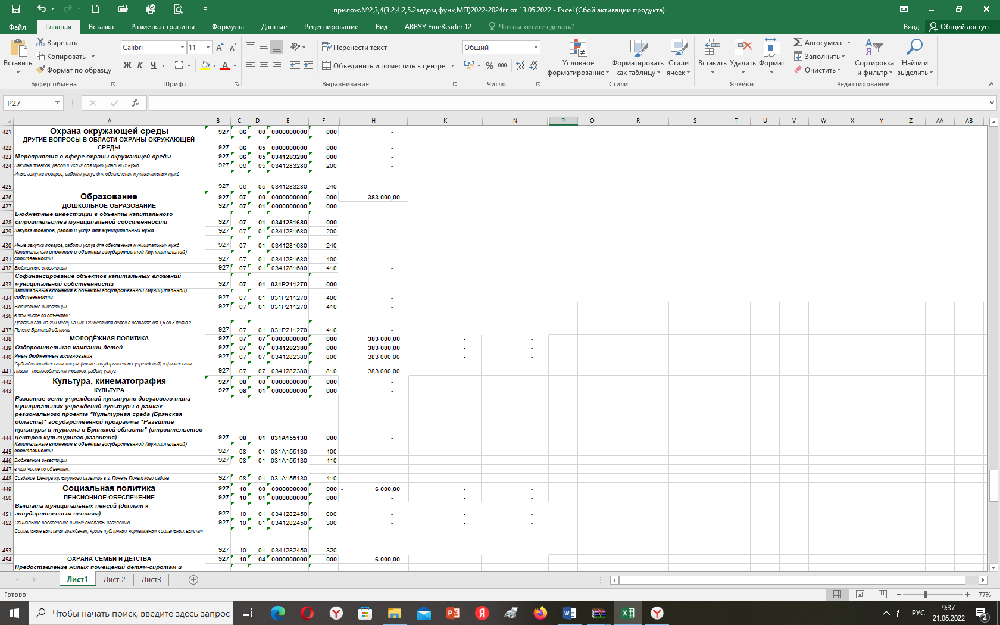 прилож.№2,3,4(3.2,4.2,5.2ведом,функ,МП)2022-2024гг от 13.05.2022 - Excel (Сбой активации продукта)
Файл Главная Вставка Разметка страницы Формулы Данные Рецензирование Вид ABBYY FineReader 12 Что вы хотите сделать? Вход Общий доступ
Вставить
Вырезать
Копировать
Формат по образцу
Буфер обмена
Calibri 11
Ж К Ч А
Шрифт
Перенести текст
Объединить и поместить в центре
Выравнивание
Общий
% 000
Число
Условное форматирование
Форматировать как таблицу
Стили ячеек
Стили
Вставить Удалить Формат
Ячейки
Автосумма
Заполнить
Очистить
Сортировка и фильтр
Найти и выделить
Редактирование
P27 fx
A B C D E F H K N P Q R S T U V W X Y Z AA AB
421 Охрана окружающей среды 927 06 00 0000000000 000 -
422 ДРУГИЕ ВОПРОСЫ В ОБЛАСТИ ОХРАНЫ ОКРУЖАЮЩЕЙ СРЕДЫ 927 06 05 0000000000 000 -
423 Мероприятия в сфере охраны окружающей среды 927 06 05 0341283280 000 -
424 Закупка товаров, работ и услуг для муниципальных нужд 927 06 05 0341283280 200 -
425 Иные закупки товаров, работ и услуг для обеспечения муниципальных нужд 927 06 05 0341283280 240 -
426 Образование 927 07 00 0000000000 000 383 000,00
427 ДОШКОЛЬНОЕ ОБРАЗОВАНИЕ 927 07 01 0000000000 000 -
428 Бюджетные инвестиции в объекты капитального строительства муниципальной собственности 927 07 01 0341281680 000 -
429 Закупка товаров, работ и услуг для муниципальных нужд 927 07 01 0341281680 200 -
430 Иные закупки товаров, работ и услуг для обеспечения муниципальных нужд 927 07 01 0341281680 240 -
431 Капитальные вложения в объекты государственной (муниципальной) собственности 927 07 01 0341281680 400 -
432 Бюджетные инвестиции 927 07 01 0341281680 410 -
433 Софинансирование объектов капитальных вложений муниципальной собственности 927 07 01 031P211270 000 -
434 Капитальные вложения в объекты государственной (муниципальной) собственности 927 07 01 031P211270 400 -
435 Бюджетные инвестиции 927 07 01 031P211270 410 -
436 в том числе по объектам:
437 Детский сад на 200 мест, из них 120 мест для детей в возрасте от 1,5 до 3 лет в г. Почепе Брянской области 927 07 01 031P211270 410 -
438 МОЛОДЁЖНАЯ ПОЛИТИКА 927 07 07 0000000000 000 383 000,00 - -
439 Оздоровительная кампании детей 927 07 07 0341282380 000 383 000,00 - -
440 Иные бюджетные ассигнования 927 07 07 0341282380 800 383 000,00 - -
441 Субсидии юридическим лицам (кроме государственных учреждений) и физическим лицам - производителям товаров, работ, услуг 927 07 07 0341282380 810 383 000,00
442 Культура, кинематография 927 08 00 0000000000 000 -
443 КУЛЬТУРА 927 08 01 0000000000 000 -
444 Развитие сети учреждений культурно-досугового типа муниципальных учреждений культуры в рамках регионального проекта "Культурная среда (Брянская область)" государственной программы "Развитие культуры и туризма в Брянской области" (строительство центров культурного развития) 927 08 01 031A155130 000 -
445 Капитальные вложения в объекты государственной (муниципальной) собственности 927 08 01 031A155130 400 - - -
446 Бюджетные инвестиции 927 08 01 031A155130 410 - - -
447 в том числе по объектам:
448 Создание Центра культурного развития в г. Почепе Почепского района 927 08 01 031A155130 410
449 Социальная политика 927 10 00 0000000000 000 - 6 000,00 - -
450 ПЕНСИОННОЕ ОБЕСПЕЧЕНИЕ 927 10 01 0000000000 000 - - -
451 Выплата муниципальных пенсий (доплат к государственным пенсиям) 927 10 01 0341282450 000 - - -
452 Социальное обеспечение и иные выплаты населению 927 10 01 0341282450 300 - - -
453 Социальные выплаты гражданам, кроме публичных нормативных социальных выплат 927 10 01 0341282450 320
454 ОХРАНА СЕМЬИ И ДЕТСТВА 927 10 04 0000000000 000 - 6 000,00 - -
Предоставление жилых помещений детям-сиротам и
Лист1 Лист 2 Лист3
Готово 77%
Чтобы начать поиск, введите здесь запрос
РУС 9:37
21.06.2022 2